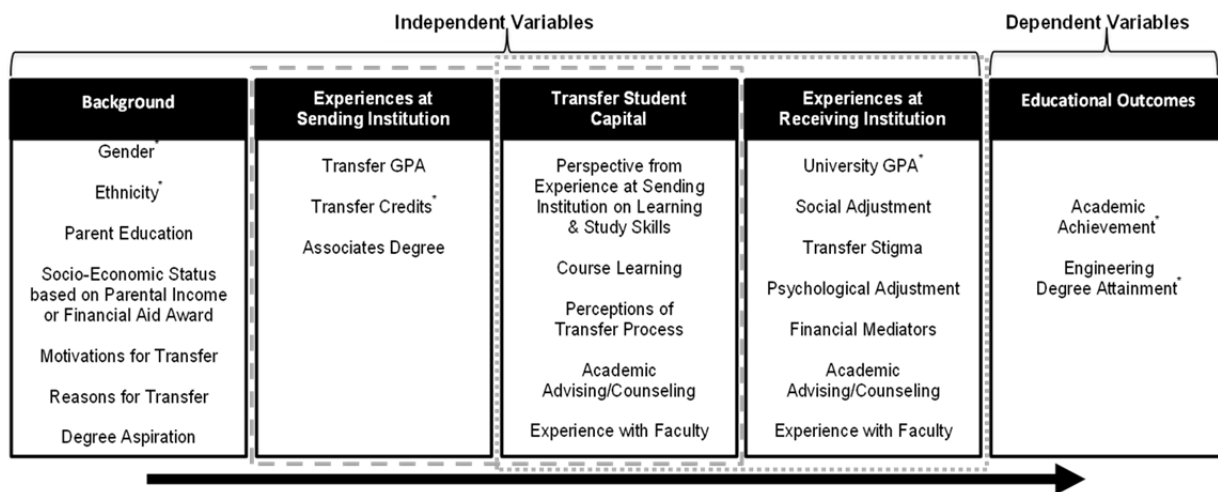 Independent Variables
Dependent Variables
Background
Gender*
Ethnicity*
Parent Education
Socio-Economic Status
based on Parental Income
or Financial Aid Award
Motivations for Transfer
Reasons for Transfer
Degree Aspiration
Experiences at
Sending Institution
Transfer GPA
Transfer Credits*
Associates Degree
Transfer Student
Capital
Perspective from
Experience at Sending
Institution on Learning
& Study Skills
Course Learning
Perceptions of
Transfer Process
Academic
Advising/Counseling
Experience with Faculty
Experiences at
Receiving Institution
University GPA*
Social Adjustment
Transfer Stigma
Psychological Adjustment
Financial Mediators
Academic
Advising/Counseling
Experience with Faculty
Educational Outcomes
Academic
Achievement*
Engineering
Degree Attainment*